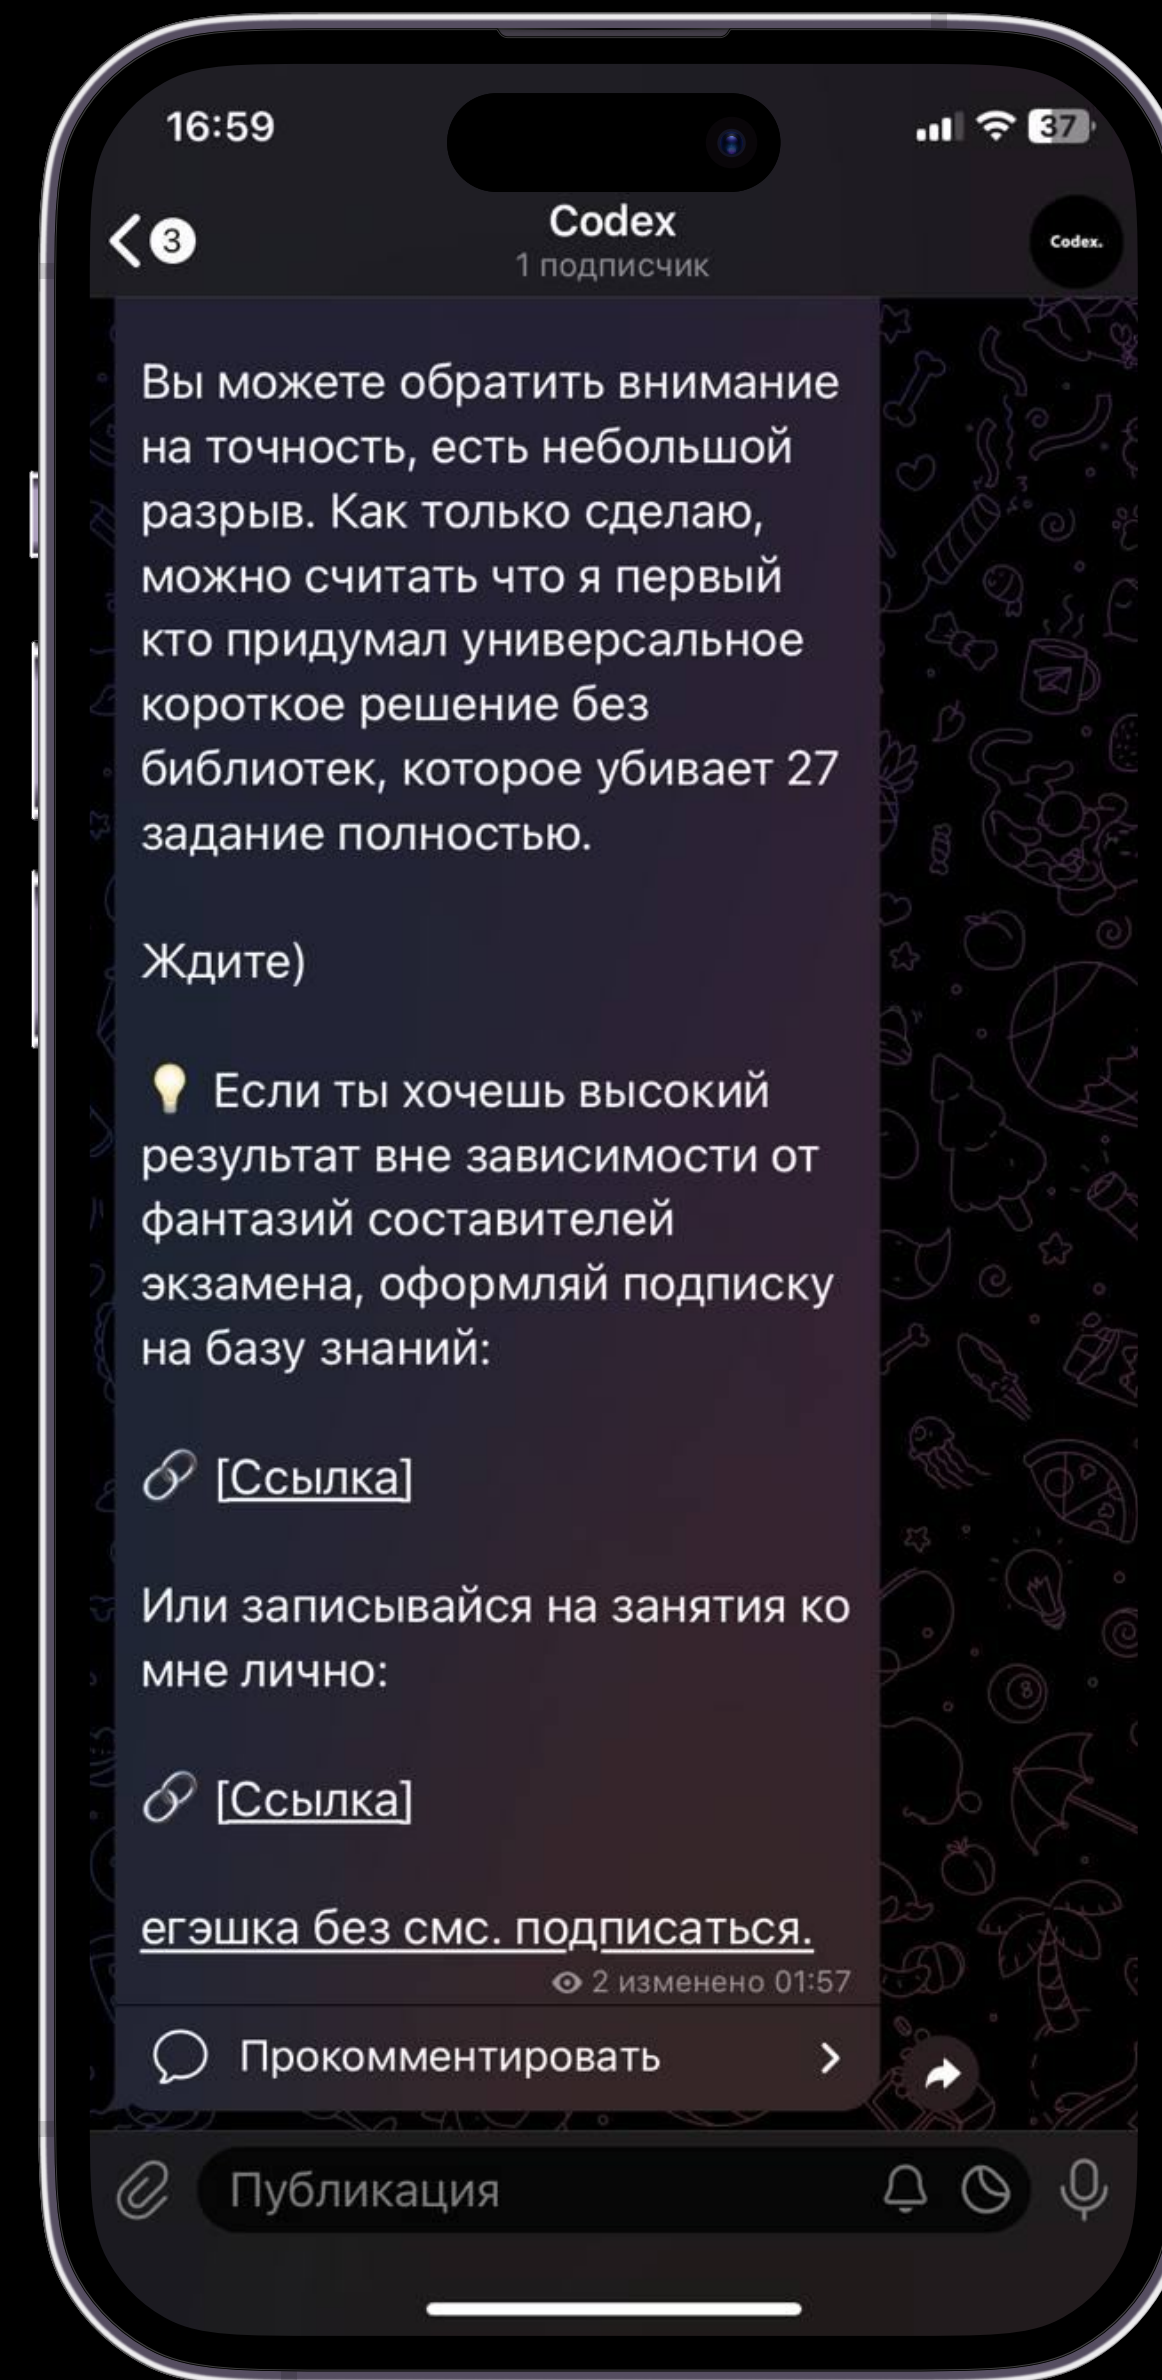 16:59
37
3
Codex
1 подписчик
Codex.
Вы можете обратить внимание
на точность, есть небольшой
разрыв. Как только сделаю,
можно считать что я первый
кто придумал универсальное
короткое решение без
библиотек, которое убивает 27
задание полностью.
Ждите)
💡 Если ты хочешь высокий
результат вне зависимости от
фантазий составителей
экзамена, оформляй подписку
на базу знаний:
🔗 [Ссылка]
Или записывайся на занятия ко
мне лично:
🔗 [Ссылка]
егэшка без смс. подписаться.
2 изменено 01:57
Прокомментировать
Публикация